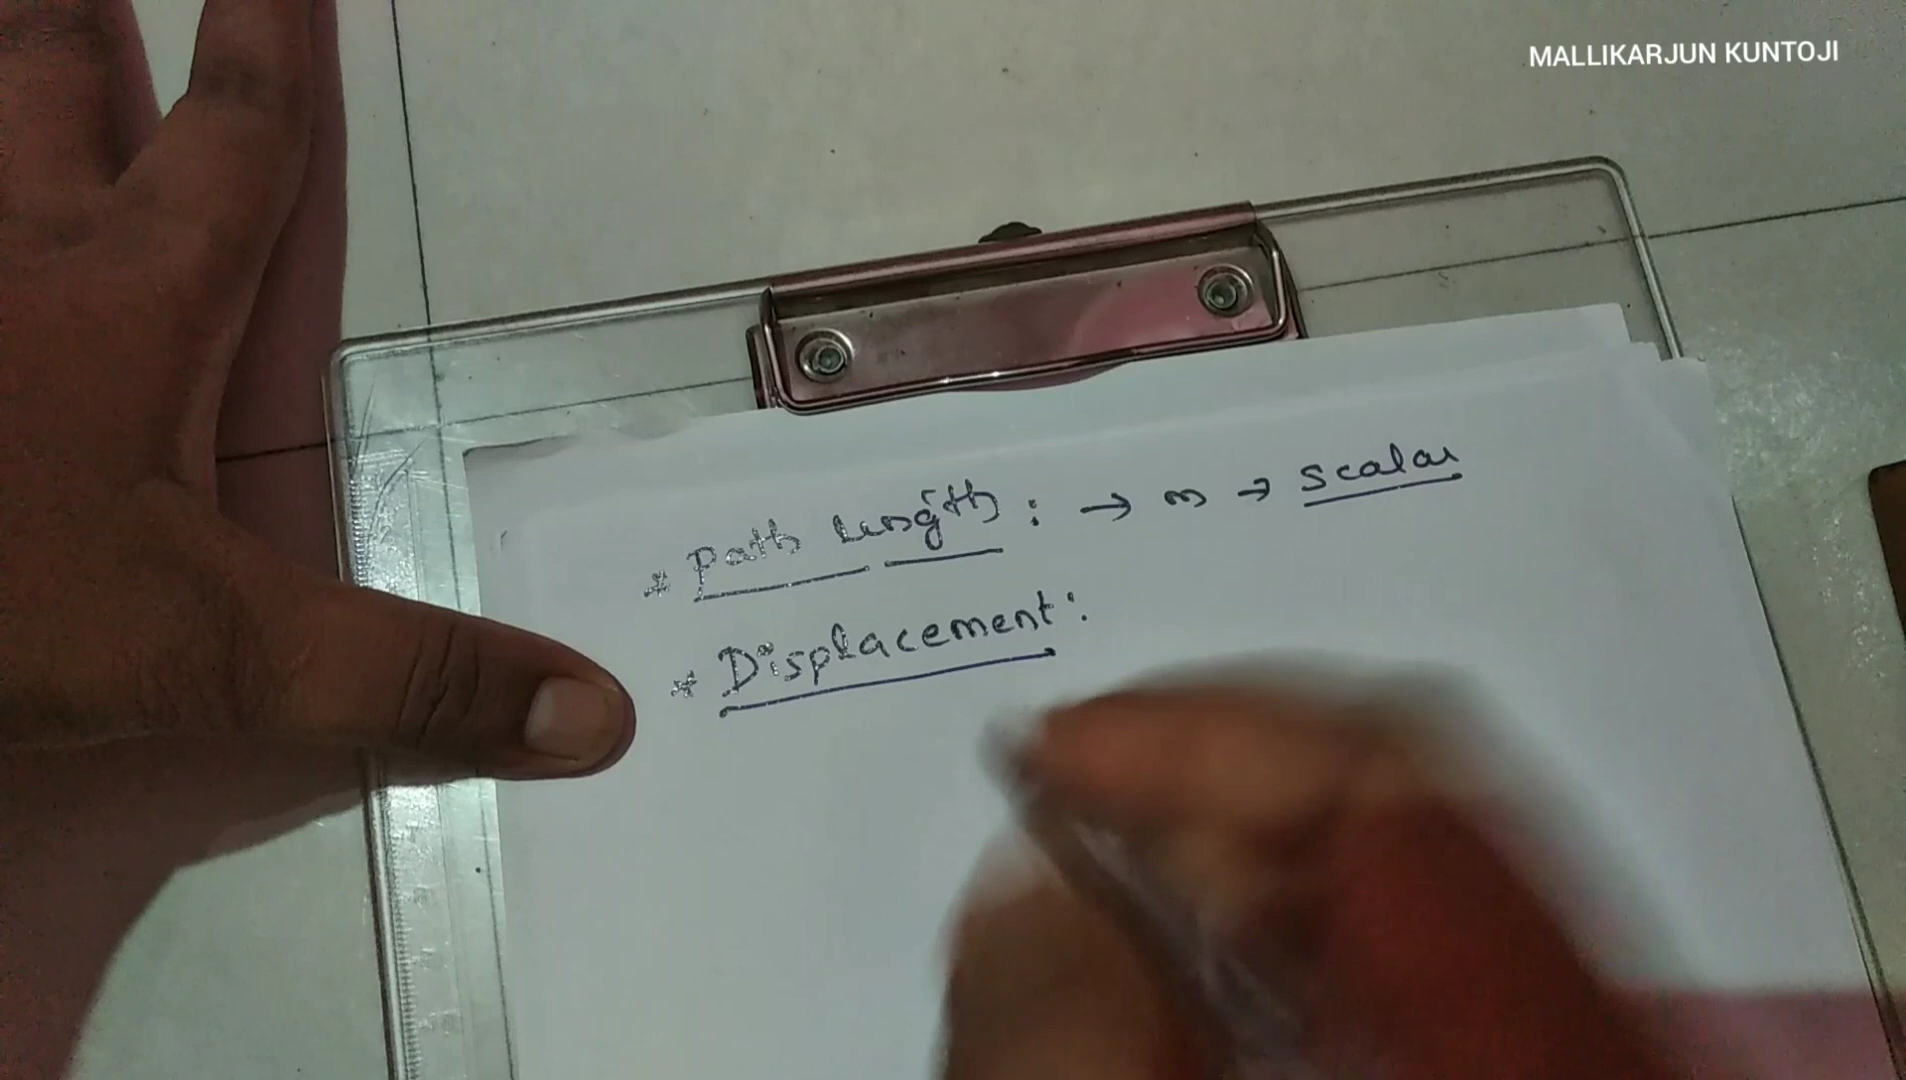 MALLIKARJUN KUNTOJI
* Path length : → m → scalar
* Displacement :